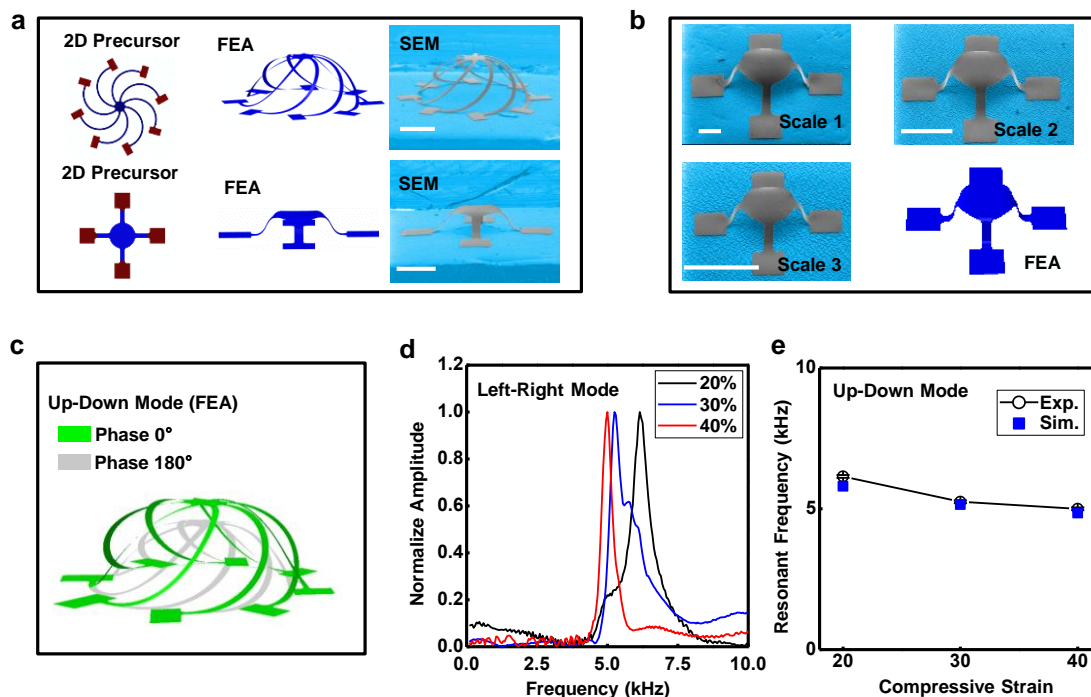 a
2D Precursor
FEA
SEM
2D Precursor
FEA
SEM
b
Scale 1
Scale 2
Scale 3
FEA
c
Up-Down Mode (FEA)
Phase 0°
Phase 180°
d
Left-Right Mode
20%
30%
40%
Normalize Amplitude
1.2
1.0
0.8
0.6
0.4
0.2
0.0
0.0 2.5 5.0 7.5 10.0
Frequency (kHz)
e
Up-Down Mode
Exp.
Sim.
Resonant Frequency (kHz)
10
5
0
20 30 40
Compressive Strain